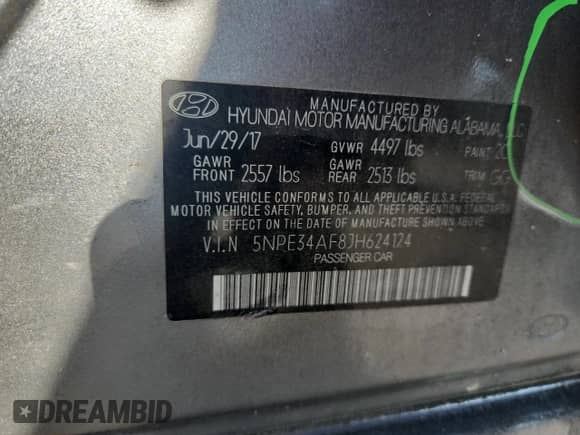 MANUFACTURED BY
HYUNDAI MOTOR MANUFACTURING ALABAMA, LLC
Jun/29/17 GVWR 4497 lbs PAINT
GAWR FRONT 2557 lbs GAWR REAR 2513 lbs TRIM
THIS VEHICLE CONFORMS TO ALL APPLICABLE U.S.A. FEDERAL
MOTOR VEHICLE SAFETY, BUMPER, AND THEFT PREVENTION STANDARDS
IN EFFECT ON THE DATE OF MANUFACTURE SHOWN ABOVE.
V.I.N 5NPE34AF8JH624124
PASSENGER CAR
DREAMBID